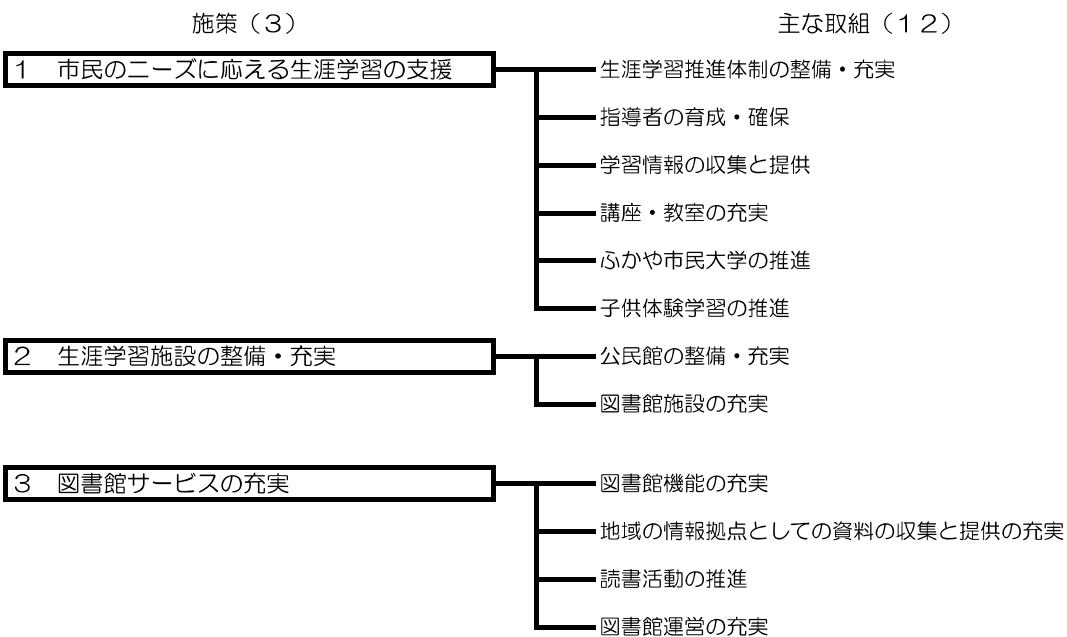 施策（３）
主な取組（１２）
１　市民のニーズに応える生涯学習の支援
生涯学習推進体制の整備・充実
指導者の育成・確保
学習情報の収集と提供
講座・教室の充実
ふかや市民大学の推進
子供体験学習の推進
２　生涯学習施設の整備・充実
公民館の整備・充実
図書館施設の充実
３　図書館サービスの充実
図書館機能の充実
地域の情報拠点としての資料の収集と提供の充実
読書活動の推進
図書館運営の充実